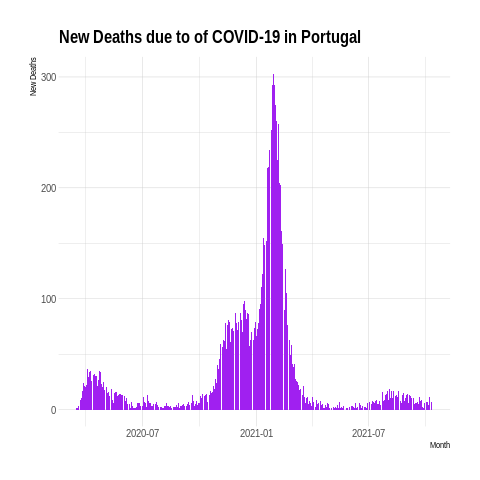 New Deaths due to of COVID-19 in Portugal
New Deaths
300
200
100
0
2020-07
2021-01
2021-07
Month